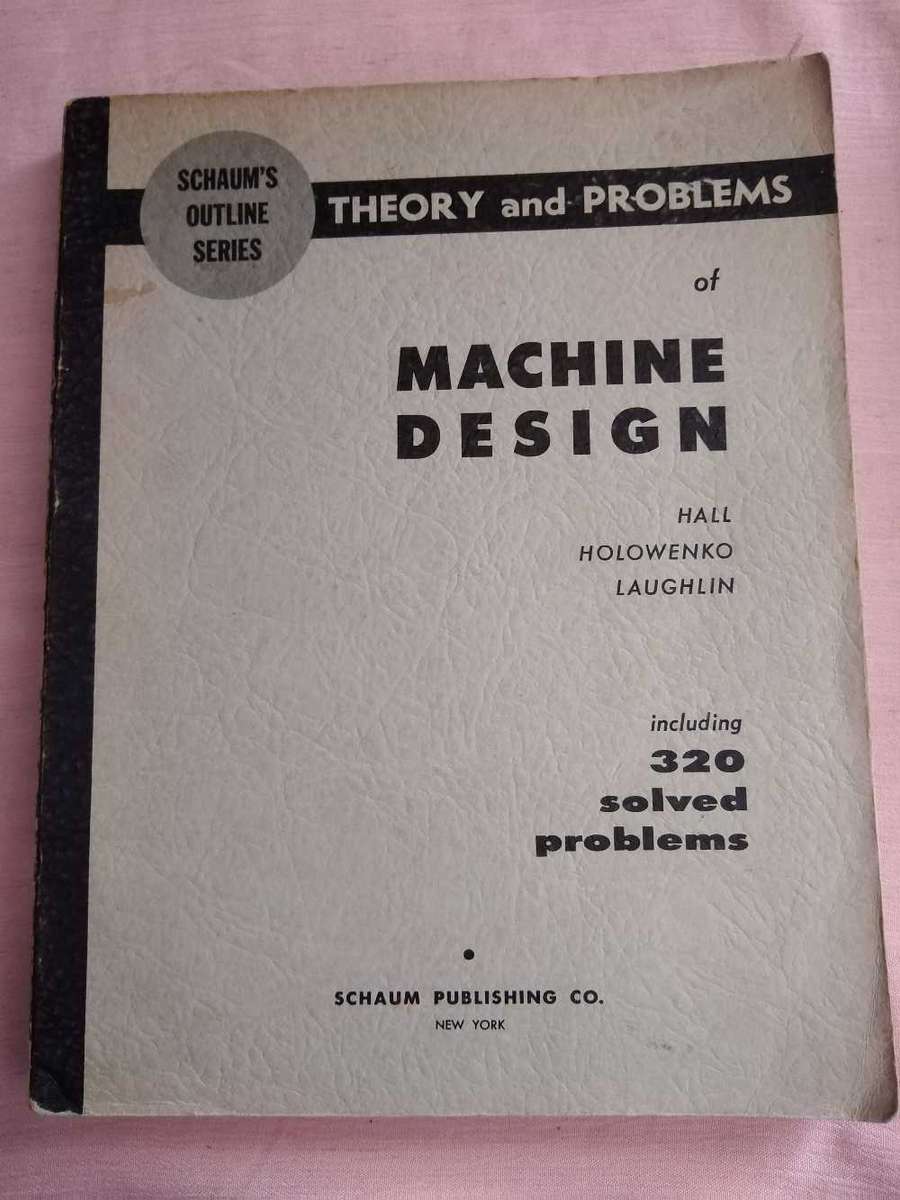 SCHAUM'S
OUTLINE
SERIES
THEORY and PROBLEMS
of
MACHINE
DESIGN
HALL
HOLOWENKO
LAUGHLIN
including
320
solved
problems
SCHAUM PUBLISHING CO.
NEW YORK